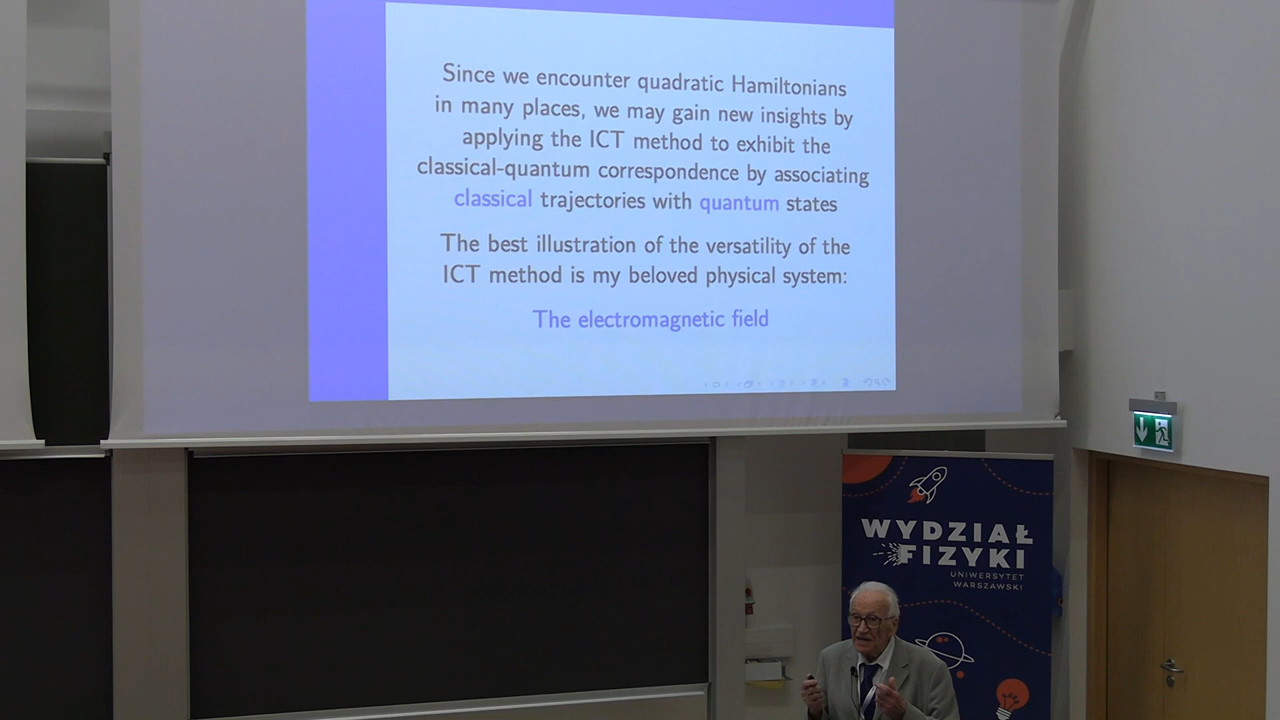 Since we encounter quadratic Hamiltonians
in many places, we may gain new insights by
applying the ICT method to exhibit the
classical-quantum correspondence by associating
classical trajectories with quantum states
The best illustration of the versatility of the
ICT method is my beloved physical system:
The electromagnetic field
WYDZIAŁ
FIZYKI
UNIWERSYTET
WARSZAWSKI